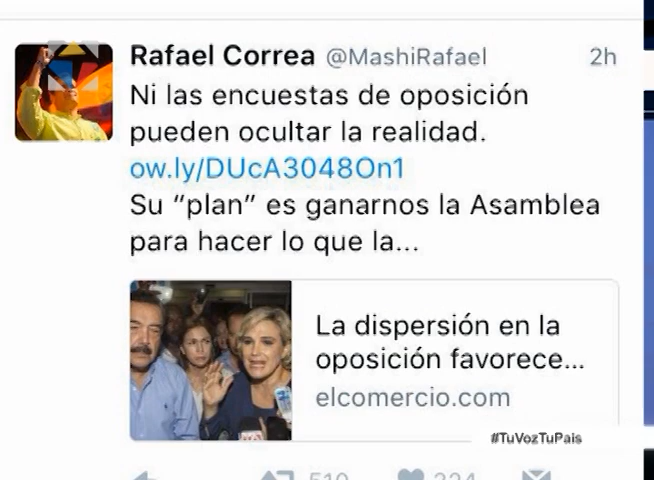 Rafael Correa @MashiRafael 2h
Ni las encuestas de oposición
pueden ocultar la realidad.
ow.ly/DUcA3048On1
Su "plan" es ganarnos la Asamblea
para hacer lo que la...
La dispersión en la
oposición favorece...
elcomercio.com
#TuVozTuPais